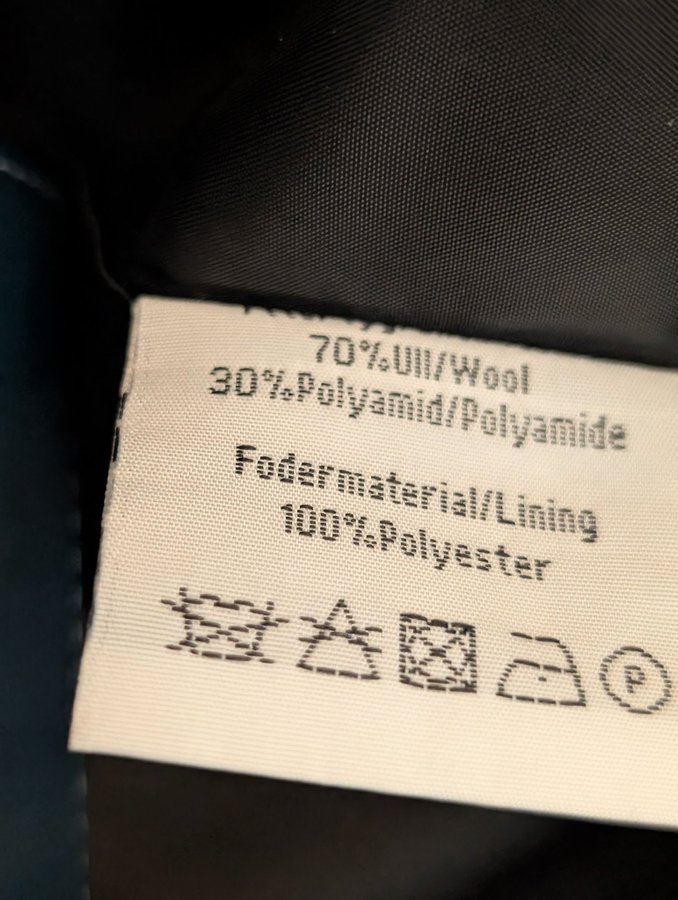 70%Ull/Wool
30%Polyamid/Polyamide
Fodermaterial/Lining
100%Polyester
P